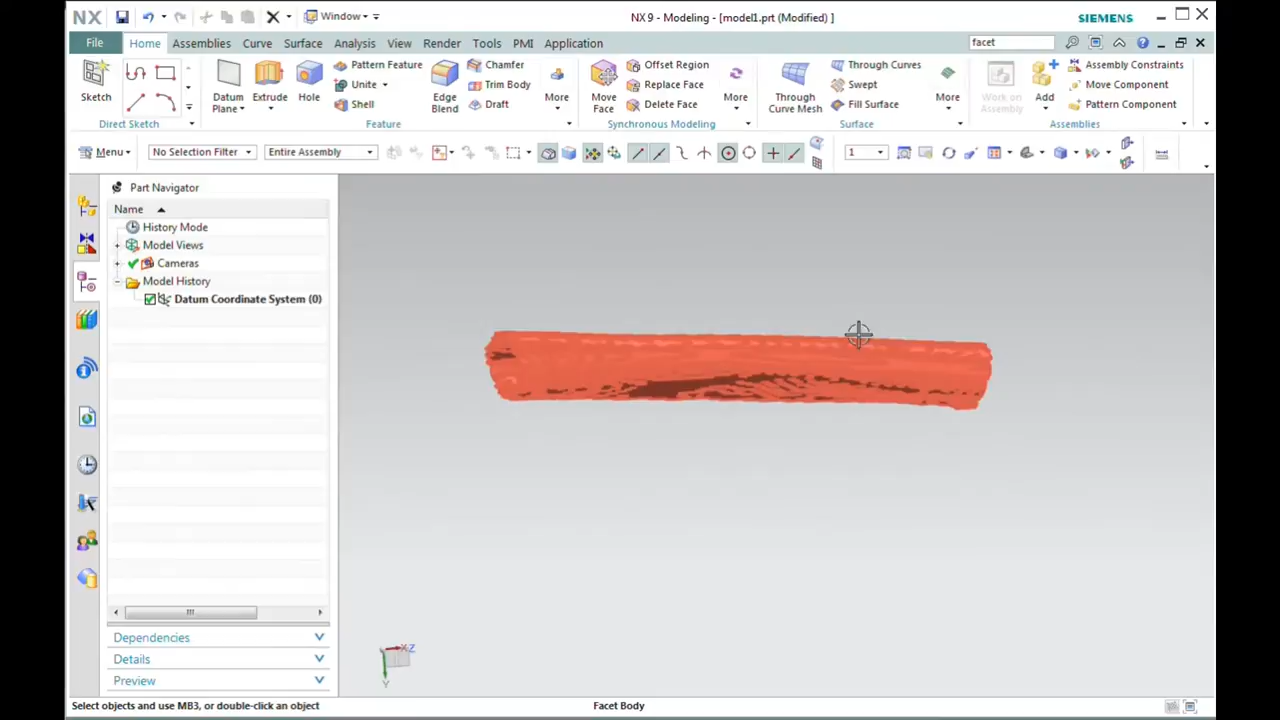 NX
Window
NX 9 - Modeling - [model1.prt (Modified) ]
SIEMENS
File Home Assemblies Curve Surface Analysis View Render Tools PMI Application
facet
Sketch
Direct Sketch
Datum Plane
Extrude
Hole
Pattern Feature
Unite
Shell
Edge Blend
Chamfer
Trim Body
Draft
More
Feature
Move Face
Offset Region
Replace Face
Delete Face
More
Synchronous Modeling
Through Curve Mesh
Through Curves
Swept
Fill Surface
More
Surface
Work on Assembly
Add
Assembly Constraints
Move Component
Pattern Component
Assemblies
Menu
No Selection Filter
Entire Assembly
1
Part Navigator
Name
History Mode
Model Views
Cameras
Model History
Datum Coordinate System (0)
Dependencies
Details
Preview
X Z
Y
Select objects and use MB3, or double-click an object
Facet Body